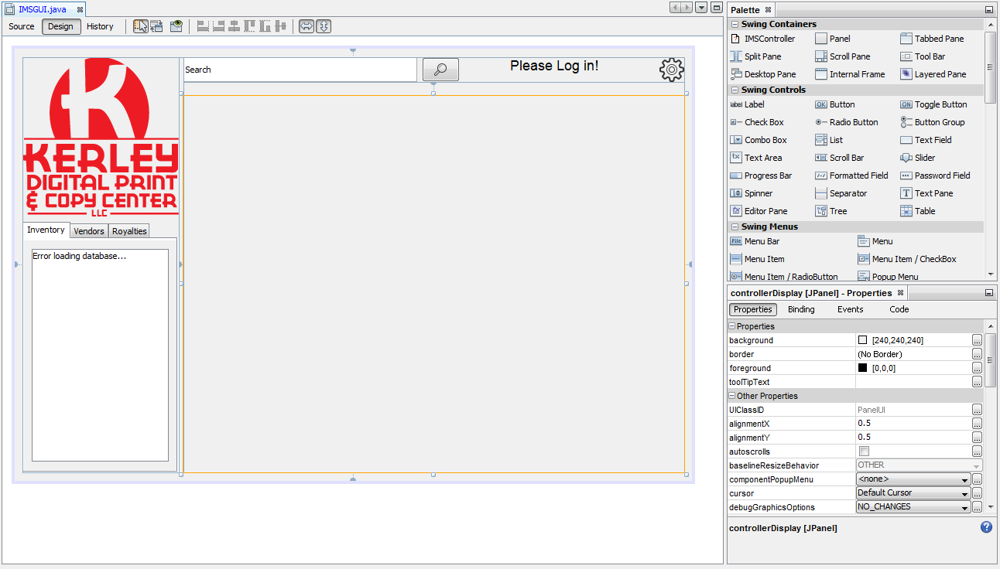 IMSGUI.java
Source Design History
Search
Please Log in!
K
KERLEY
DIGITAL PRINT
& COPY CENTER
LLC
Inventory Vendors Royalties
Error loading database...
Palette
Swing Containers
IMSController Panel Tabbed Pane
Split Pane Scroll Pane Tool Bar
Desktop Pane Internal Frame Layered Pane
Swing Controls
label Label OK Button ON Toggle Button
Check Box Radio Button Button Group
Combo Box List Text Field
Text Area Scroll Bar Slider
Progress Bar Formatted Field Password Field
Spinner Separator T Text Pane
Editor Pane Tree Table
Swing Menus
File Menu Bar Menu
Menu Item Menu Item / CheckBox
Menu Item / RadioButton Popup Menu
controllerDisplay [JPanel] - Properties
Properties Binding Events Code
Properties
background [240,240,240] ...
border (No Border) ...
foreground [0,0,0] ...
toolTipText ...
Other Properties
UIClassID PanelUI ...
alignmentX 0.5 ...
alignmentY 0.5 ...
autoscrolls ...
baselineResizeBehavior OTHER
componentPopupMenu <none> ...
cursor Default Cursor ...
debugGraphicsOptions NO_CHANGES ...
controllerDisplay [JPanel] ?